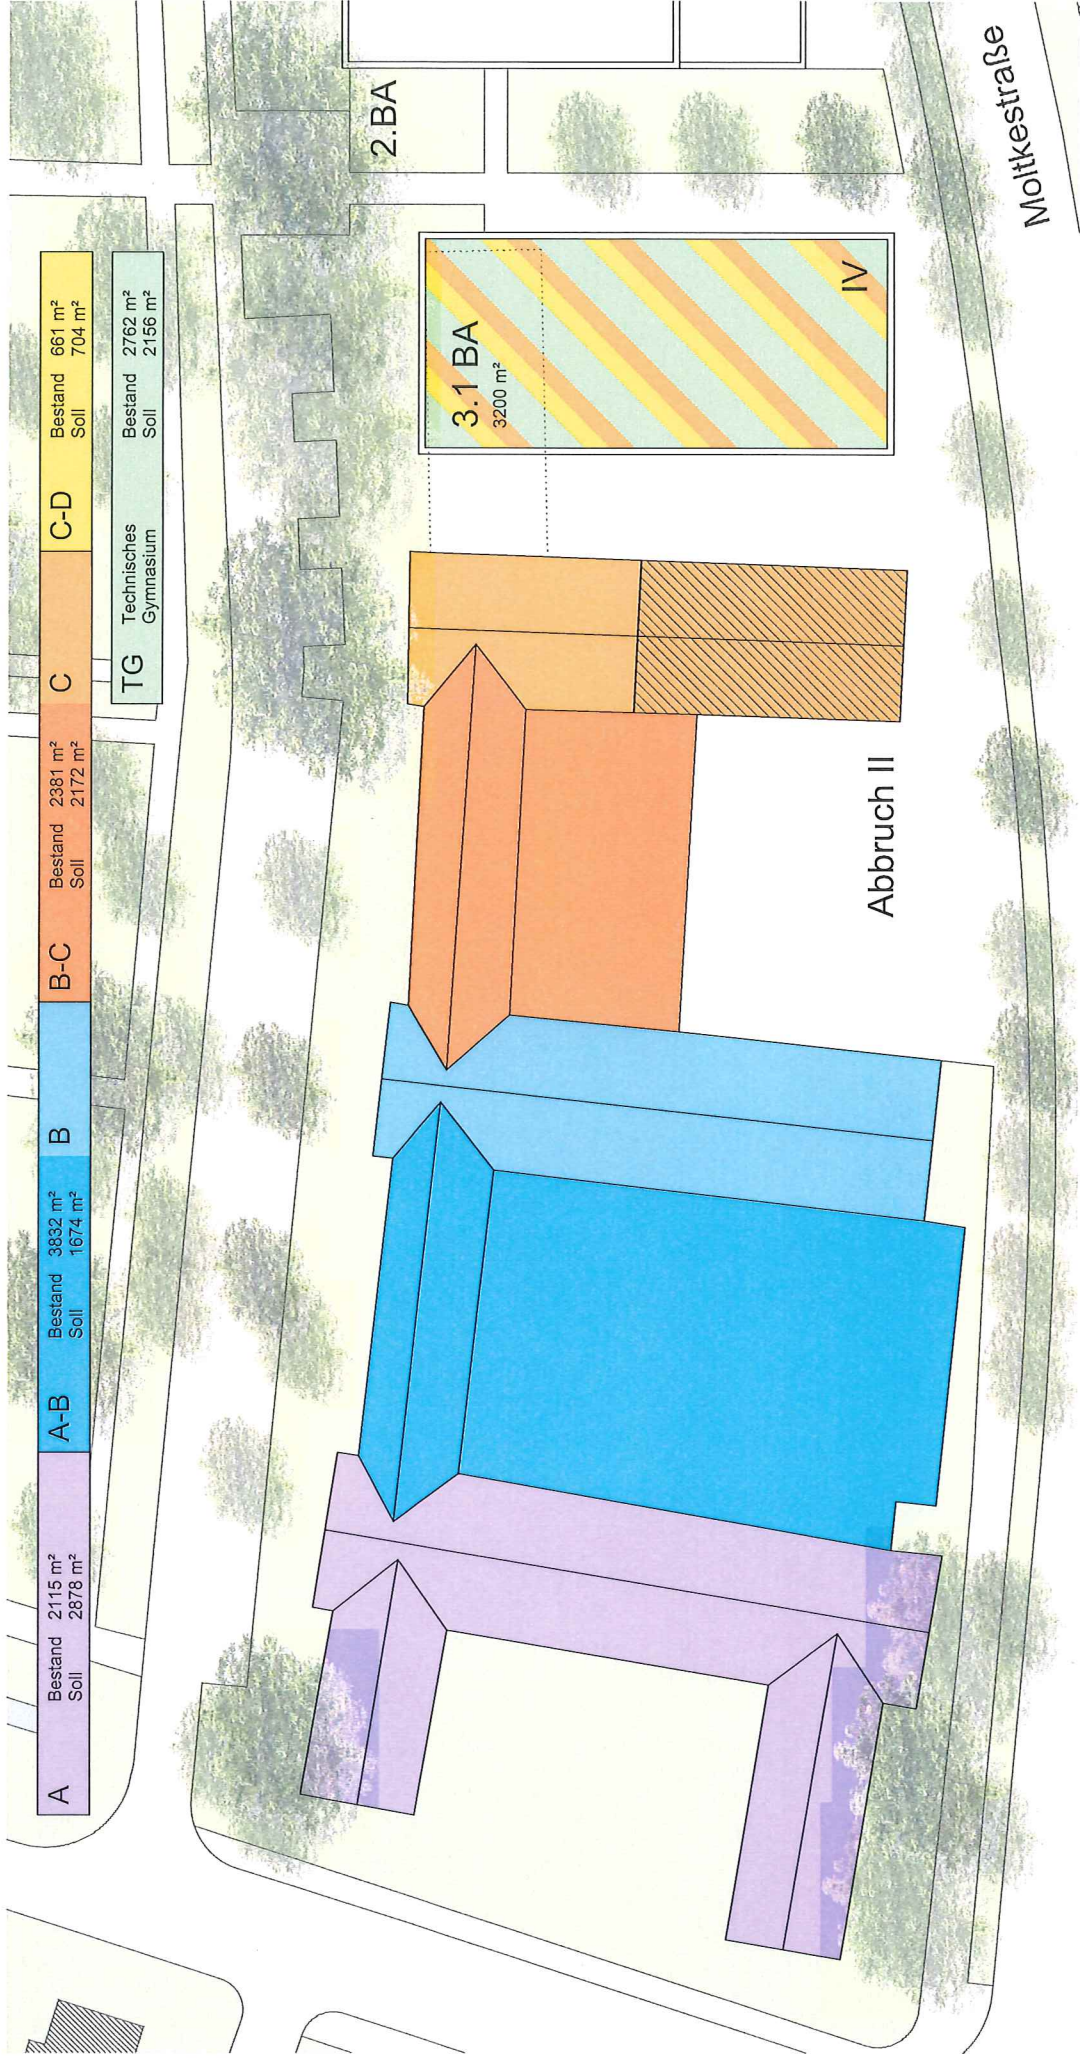 A
Bestand 2115 m²
Soll 2878 m²
A-B
Bestand 3832 m²
Soll 1674 m²
B
B-C
Bestand 2381 m²
Soll 2172 m²
C
C-D
Bestand 661 m²
Soll 704 m²
TG
Technisches
Gymnasium
Bestand 2762 m²
Soll 2156 m²
2.BA
3.1 BA
3200 m²
IV
Abbruch II
Moltkestraße